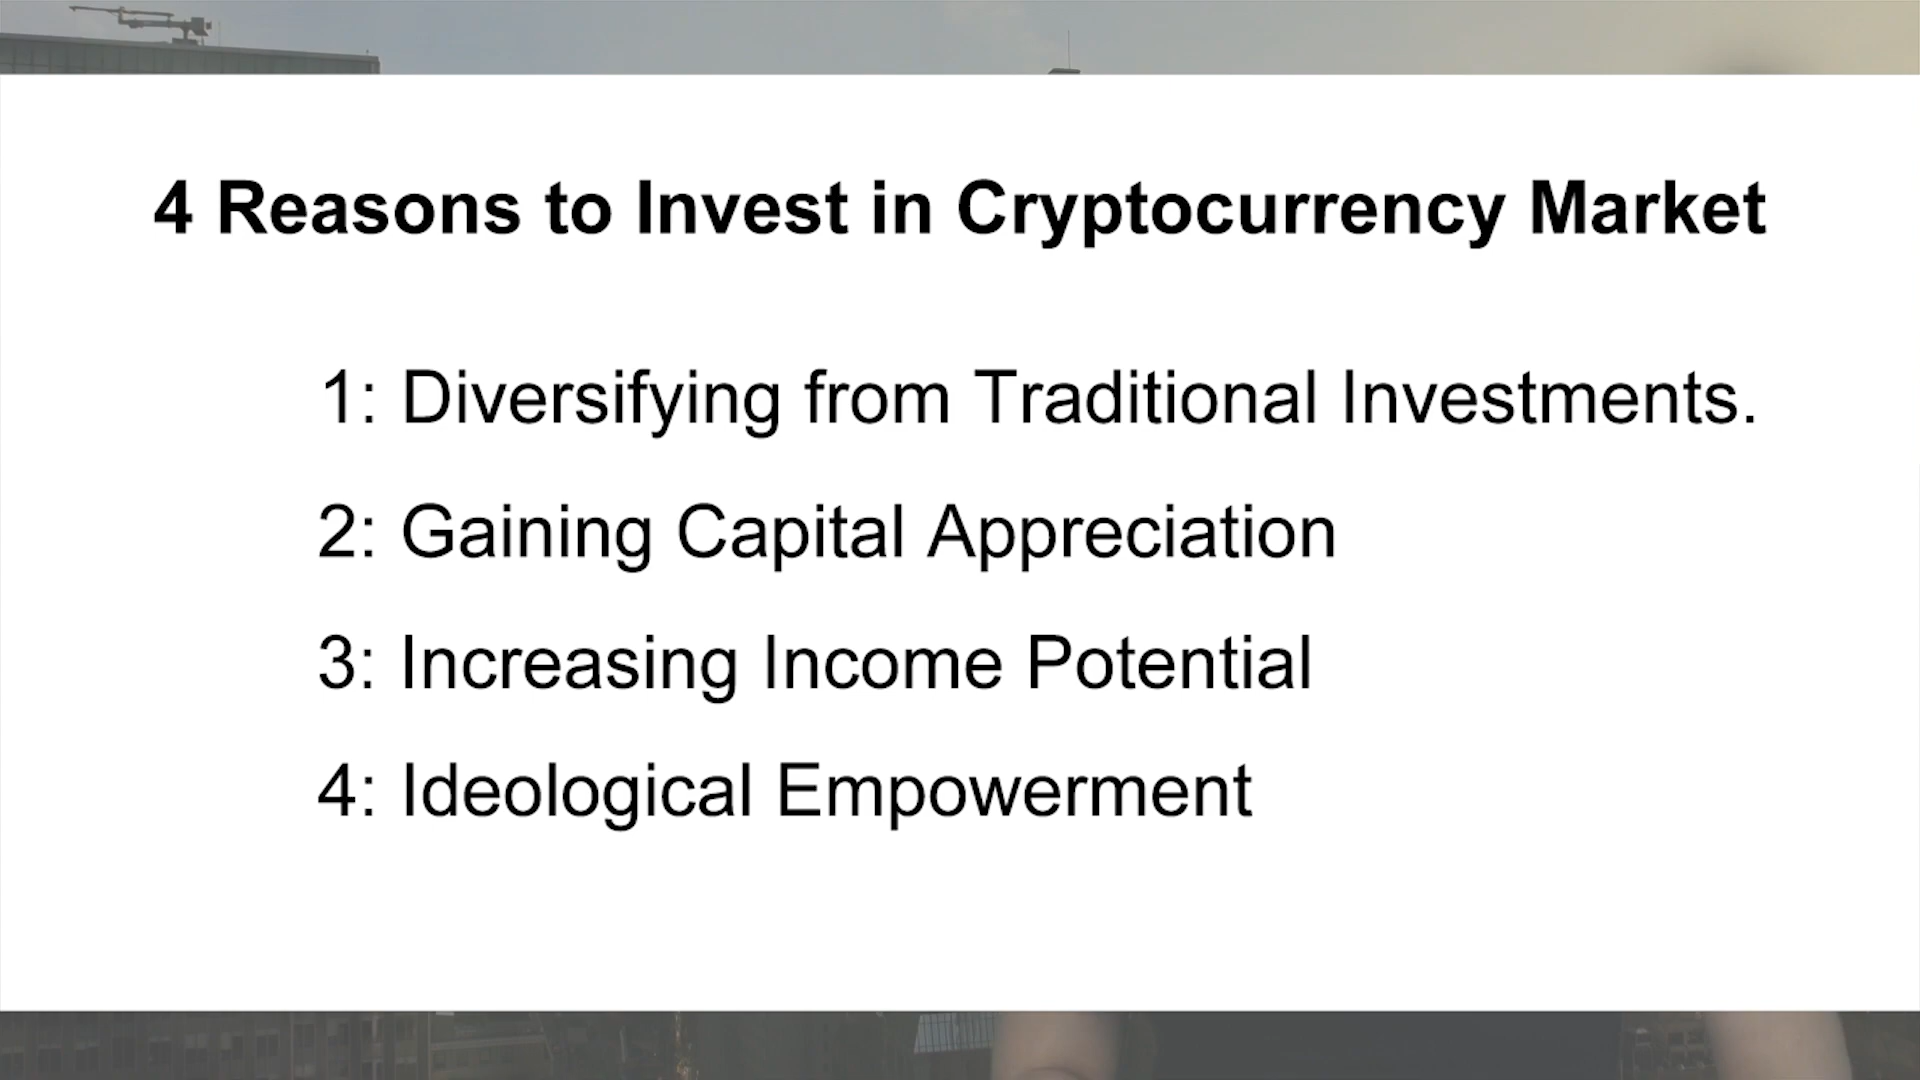 4 Reasons to Invest in Cryptocurrency Market
1: Diversifying from Traditional Investments.
2: Gaining Capital Appreciation
3: Increasing Income Potential
4: Ideological Empowerment